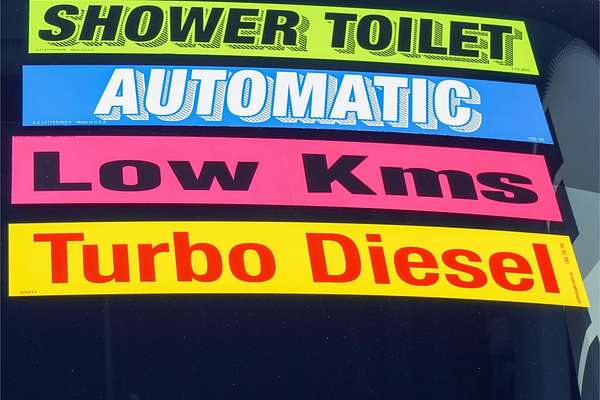 SHOWER TOILET
AUTOMATIC
Low Kms
Turbo Diesel